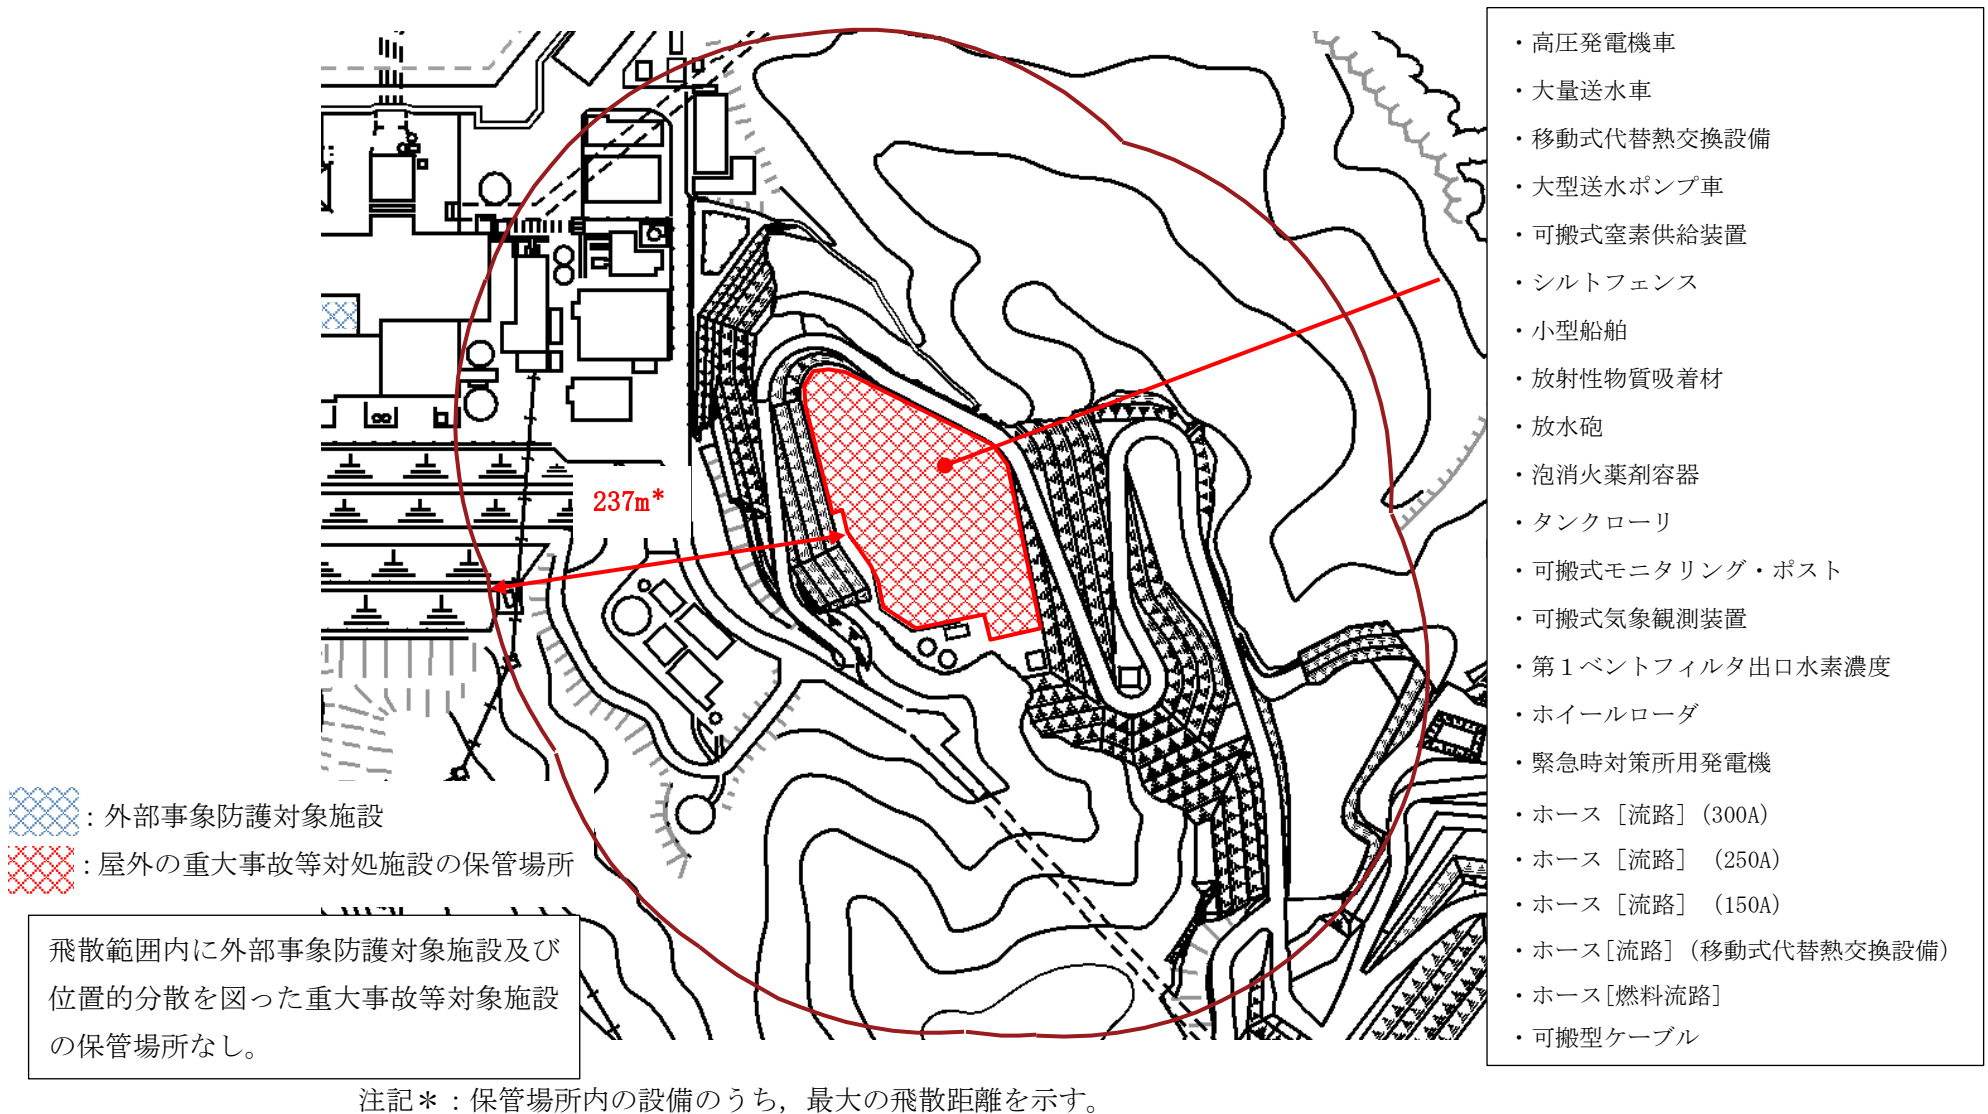 ・高圧発電機車
・大量送水車
・移動式代替熱交換設備
・大型送水ポンプ車
・可搬式窒素供給装置
・シルトフェンス
・小型船舶
・放射性物質吸着材
・放水砲
・泡消火薬剤容器
・タンクローリ
・可搬式モニタリング・ポスト
・可搬式気象観測装置
・第１ベントフィルタ出口水素濃度
・ホイールローダ
・緊急時対策所用発電機
・ホース［流路］(300A)
・ホース［流路］（250A)
・ホース［流路］（150A)
・ホース[流路］(移動式代替熱交換設備)
・ホース[燃料流路]
・可搬型ケーブル
237m*
：外部事象防護対象施設
：屋外の重大事故等対処施設の保管場所
飛散範囲内に外部事象防護対象施設及び
位置的分散を図った重大事故等対象施設
の保管場所なし。
注記＊：保管場所内の設備のうち，最大の飛散距離を示す。